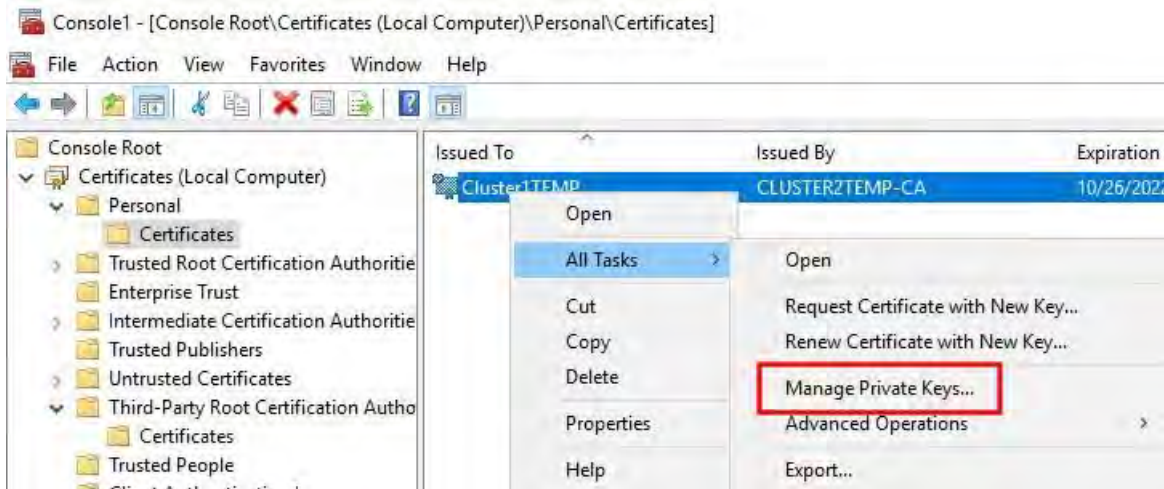 Console1 - [Console Root\Certificates (Local Computer)\Personal\Certificates]
File Action View Favorites Window Help
Console Root
Certificates (Local Computer)
Personal
Certificates
Trusted Root Certification Authoritie
Enterprise Trust
Intermediate Certification Authoritie
Trusted Publishers
Untrusted Certificates
Third-Party Root Certification Autho
Certificates
Trusted People
Issued To Issued By Expiration
Cluster1TEMP CLUSTER2TEMP-CA 10/26/2022
Open
All Tasks
Cut
Copy
Delete
Properties
Help
Open
Request Certificate with New Key...
Renew Certificate with New Key...
Manage Private Keys...
Advanced Operations
Export...